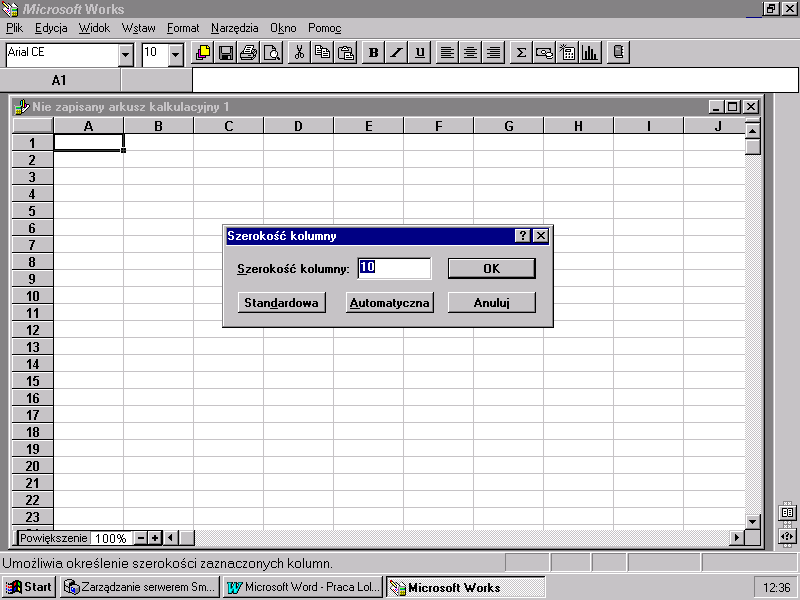 Microsoft Works
Plik Edycja Widok Wstaw Format Narzędzia Okno Pomoc
Arial CE 10 B I U Σ
A1
Nie zapisany arkusz kalkulacyjny 1
A B C D E F G H I J
1
2
3
4
5
6
7
8
9
10
11
12
13
14
15
16
17
18
19
20
21
22
23
Szerokość kolumny
Szerokość kolumny: 10 OK
Standardowa Automatyczna Anuluj
Powiększenie 100%
Umożliwia określenie szerokości zaznaczonych kolumn.
Start Zarządzanie serwerem Sm... Microsoft Word - Praca Lol... Microsoft Works 12:36